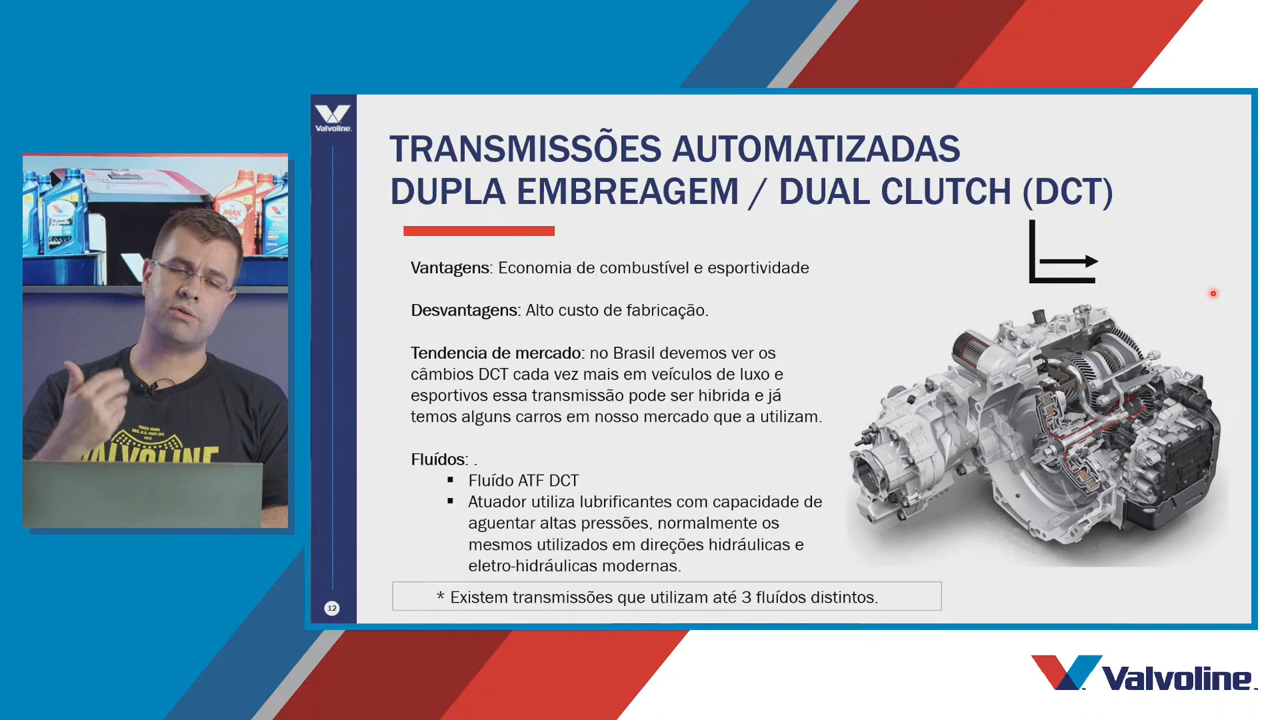 Valvoline.
TRANSMISSÕES AUTOMATIZADAS
DUPLA EMBREAGEM / DUAL CLUTCH (DCT)
Vantagens: Economia de combustível e esportividade
Desvantagens: Alto custo de fabricação.
Tendencia de mercado: no Brasil devemos ver os
câmbios DCT cada vez mais em veículos de luxo e
esportivos essa transmissão pode ser hibrida e já
temos alguns carros em nosso mercado que a utilizam.
Fluídos: .
▪ Fluído ATF DCT
▪ Atuador utiliza lubrificantes com capacidade de
aguentar altas pressões, normalmente os
mesmos utilizados em direções hidráulicas e
eletro-hidráulicas modernas.
* Existem transmissões que utilizam até 3 fluídos distintos.
12
VALVOLINE
MAX
Valvoline